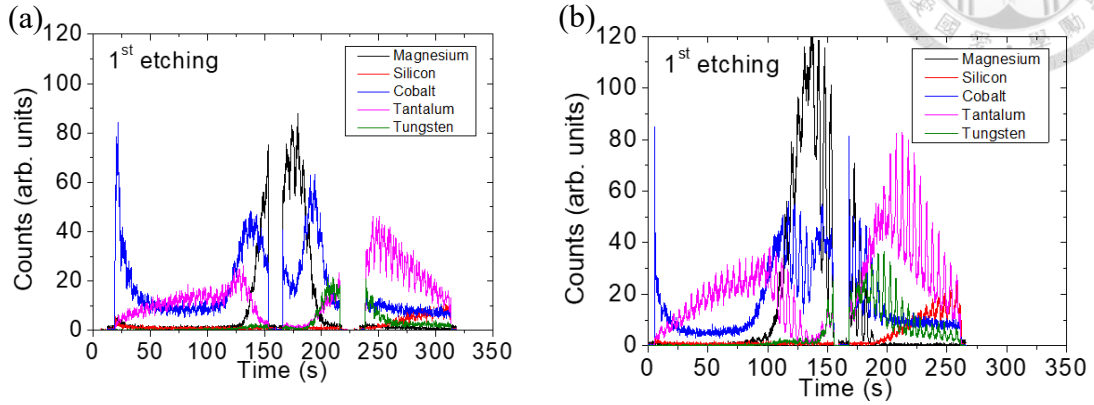 (a)
1st etching
Magnesium
Silicon
Cobalt
Tantalum
Tungsten
Counts (arb. units)
120
100
80
60
40
20
0
0 50 100 150 200 250 300 350
Time (s)
(b)
1st etching
Magnesium
Silicon
Cobalt
Tantalum
Tungsten
Counts (arb. units)
120
100
80
60
40
20
0
0 50 100 150 200 250 300 350
Time (s)